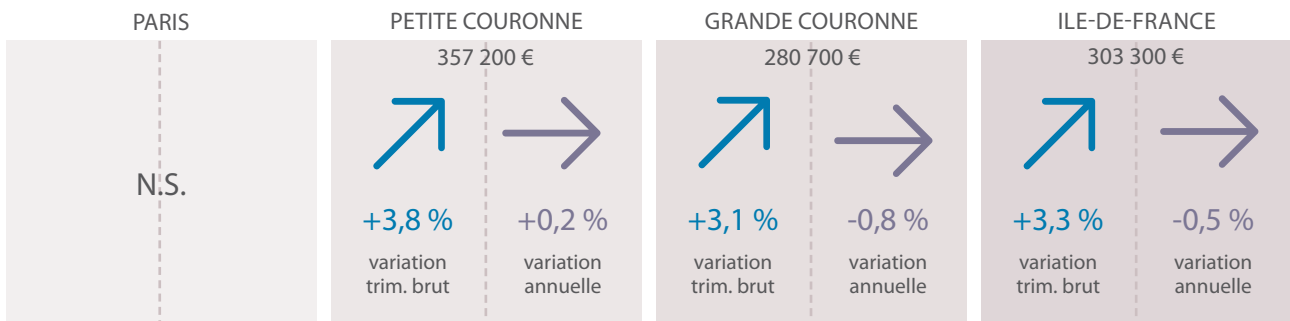 PARIS
N.S.
PETITE COURONNE
357 200 €
+3,8 %
variation
trim. brut
+0,2 %
variation
annuelle
GRANDE COURONNE
280 700 €
+3,1 %
variation
trim. brut
-0,8 %
variation
annuelle
ILE-DE-FRANCE
303 300 €
+3,3 %
variation
trim. brut
-0,5 %
variation
annuelle